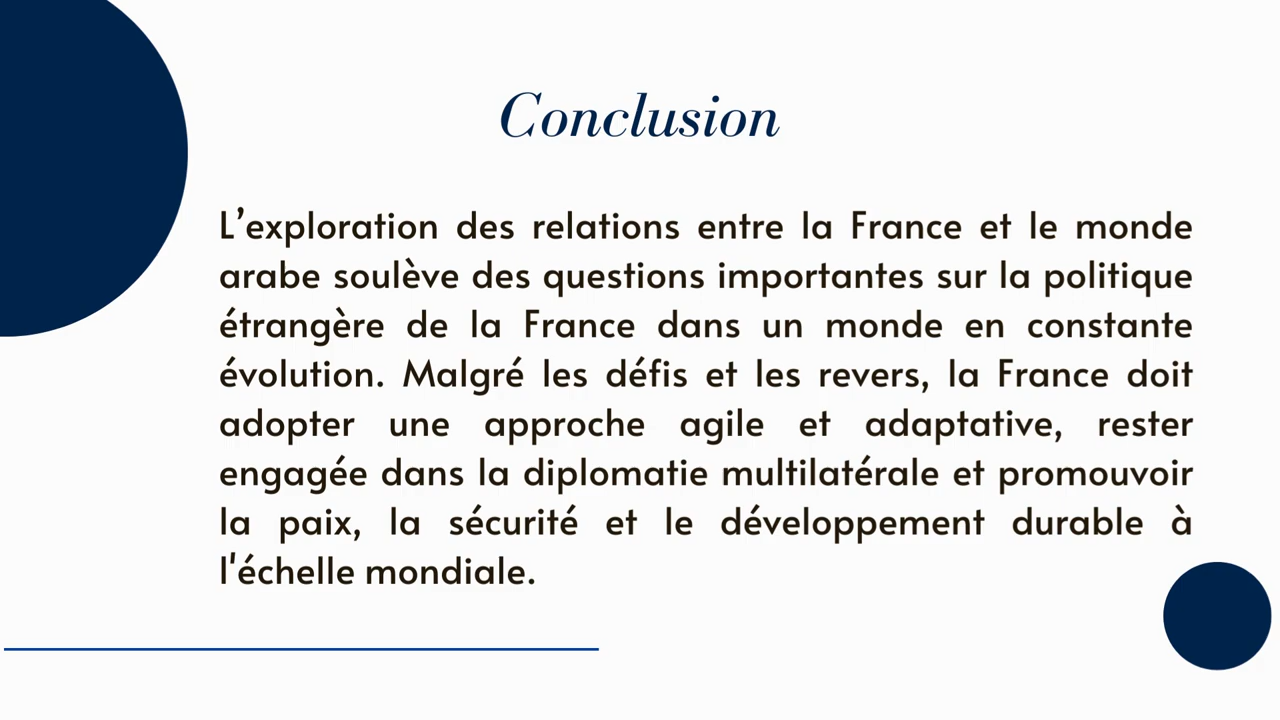 Conclusion
L’exploration des relations entre la France et le monde
arabe soulève des questions importantes sur la politique
étrangère de la France dans un monde en constante
évolution. Malgré les défis et les revers, la France doit
adopter une approche agile et adaptative, rester
engagée dans la diplomatie multilatérale et promouvoir
la paix, la sécurité et le développement durable à
l'échelle mondiale.